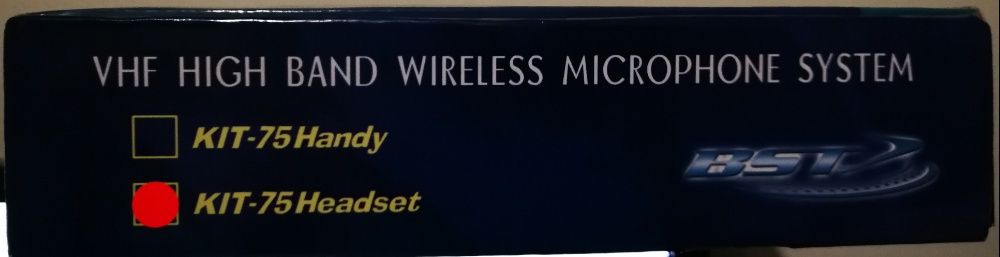 VHF HIGH BAND WIRELESS MICROPHONE SYSTEM
KIT-75Handy
KIT-75Headset
BST